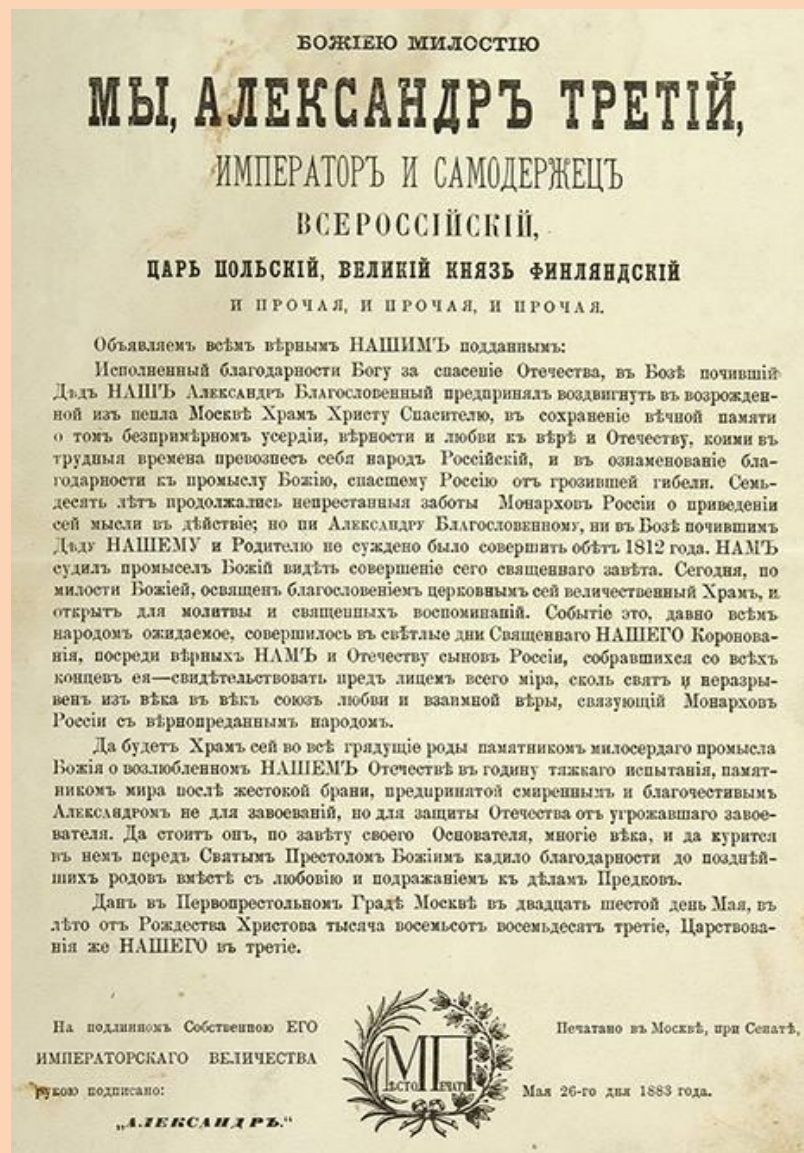 БОЖІЕЮ МИЛОСТІЮ
МЫ, АЛЕКСАНДРЪ ТРЕТІЙ,
ИМПЕРАТОРЪ И САМОДЕРЖЕЦЪ
ВСЕРОССІЙСКІЙ,
ЦАРЬ ПОЛЬСКІЙ, ВЕЛИКІЙ КНЯЗЬ ФИНЛЯНДСКІЙ
И ПРОЧАЯ, И ПРОЧАЯ, И ПРОЧАЯ.
Объявляемъ всѣмъ вѣрнымъ НАШИМЪ подданнымъ:
Исполненный благодарности Богу за спасеніе Отечества, въ Бозѣ почившій
Дѣдъ НАШЪ Александръ Благословенный предпринялъ воздвигнуть въ возрожден-
ной изъ пепла Москвѣ Храмъ Христу Спасителю, въ сохраненіе вѣчной памяти
о томъ безпримѣрномъ усердіи, вѣрности и любви къ вѣрѣ и Отечеству, коими въ
трудныя времена превознесъ себя народъ Россійскій, и въ ознаменованіе бла-
годарности къ промыслу Божію, спасшему Россію отъ грозившей гибели. Семь-
десятъ лѣтъ продолжались непрестанныя заботы Монарховъ Россіи о приведеніи
сей мысли въ дѣйствіе; но ни Александру Благословенному, ни въ Бозѣ почившимъ
Дѣду НАШЕМУ и Родителю не суждено было совершить обѣтъ 1812 года. НАМЪ
судилъ промыселъ Божій видѣть совершеніе сего священнаго завѣта. Сегодня, по
милости Божіей, освященъ благословеніемъ церковнымъ сей величественный Храмъ, и
открытъ для молитвы и священныхъ воспоминаній. Событіе это, давно всѣмъ
народомъ ожидаемое, совершилось въ свѣтлые дни Священнаго НАШЕГО Коронова-
нія, посреди вѣрныхъ НАМЪ и Отечеству сыновъ Россіи, собравшихся со всѣхъ
концевъ ея—свидѣтельствовать предъ лицемъ всего міра, сколь святъ и неразры-
венъ изъ вѣка въ вѣкъ союзъ любви и взаимной вѣры, связующій Монарховъ
Россіи съ вѣрнопреданнымъ народомъ.
Да будетъ Храмъ сей во всѣ грядущіе роды памятникомъ милосердаго промысла
Божія о возлюбленномъ НАШЕМЪ Отечествѣ въ годину тяжкаго испытанія, памят-
никомъ мира послѣ жестокой брани, предпринятой смиреннымъ и благочестивымъ
Александромъ не для завоеваній, но для защиты Отечества отъ угрожавшаго завое-
вателя. Да стоитъ онъ, по завѣту своего Основателя, многіе вѣка, и да курится
въ немъ передъ Святымъ Престоломъ Божіимъ кадило благодарности до позднѣй-
шихъ родовъ вмѣстѣ съ любовію и подражаніемъ къ дѣламъ Предковъ.
Данъ въ Первопрестольномъ Градѣ Москвѣ въ двадцать шестой день Мая, въ
лѣто отъ Рождества Христова тысяча восемьсотъ восемьдесятъ третіе, Царствова-
нія же НАШЕГО въ третіе.
На подлинномъ Собственною ЕГО
ИМПЕРАТОРСКАГО ВЕЛИЧЕСТВА
рукою подписано:
„АЛЕКСАНДРЪ."
МѢСТО ПЕЧАТИ
Печатано въ Москвѣ, при Сенатѣ,
Мая 26-го дня 1883 года.